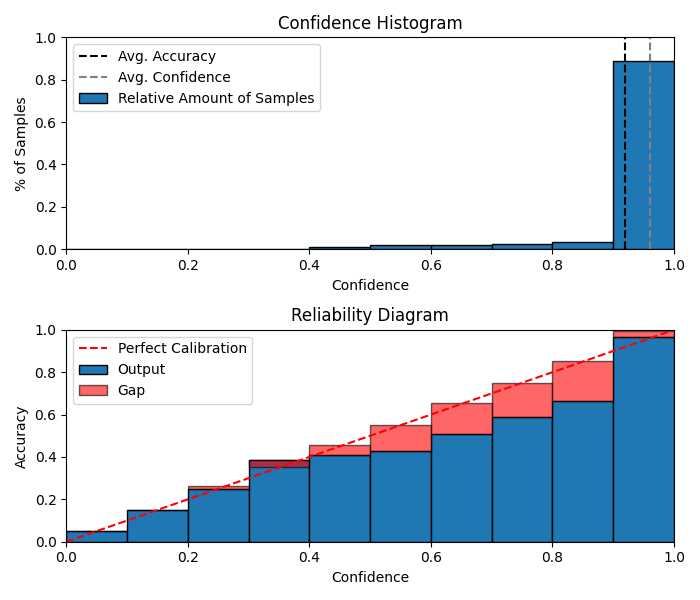 Confidence Histogram
1.0
0.8
0.6
0.4
0.2
0.0
% of Samples
Avg. Accuracy
Avg. Confidence
Relative Amount of Samples
0.0 0.2 0.4 0.6 0.8 1.0
Confidence
Reliability Diagram
1.0
0.8
0.6
0.4
0.2
0.0
Accuracy
Perfect Calibration
Output
Gap
0.0 0.2 0.4 0.6 0.8 1.0
Confidence